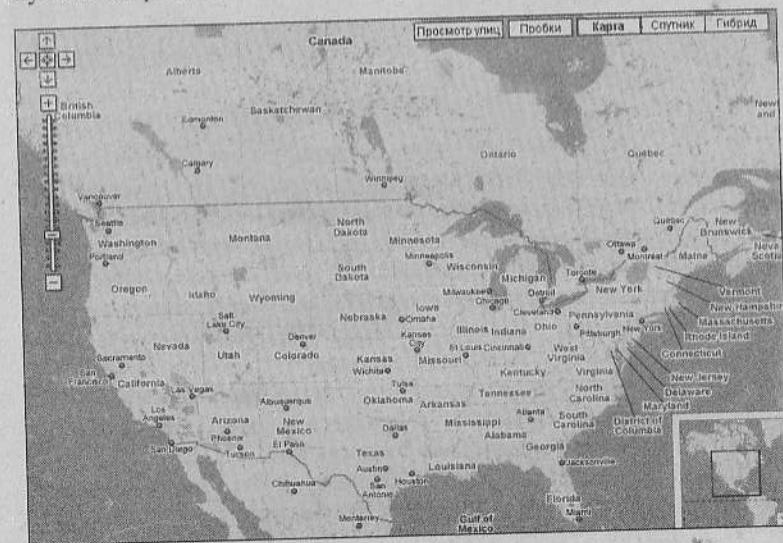 Canada
Просмотр улиц
Пробки
Карта
Спутник
Гибрид
Alberta
Manitoba
British
Columbia
Saskatchewan
Edmonton
New
and
Calgary
Ontario
Québec
Winnipeg
Vancouver
Seattle
Washington
Portland
Montana
North
Dakota
Minnesota
Minneapolis
Québec
New
Brunswick
Ottawa
Montreal
Maine
Nova
Scotia
Oregon
Idaho
Wyoming
South
Dakota
Wisconsin
Michigan
Toronto
Milwaukee
Detroit
New York
Vermont
New Hampshire
Massachusetts
Rhode Island
Connecticut
Chicago
Cleveland
Iowa
Nebraska
Omaha
Pennsylvania
Pittsburgh
New York
Salt
Lake City
Nevada
Utah
Denver
Colorado
Kansas
City
Illinois
Indiana
Ohio
Kansas
Wichita
Missouri
St Louis
Cincinnati
West
Virginia
Virginia
Kentucky
New Jersey
Delaware
Maryland
District of
Columbia
Sacramento
San
Francisco
California
Las Vegas
Tulsa
Oklahoma
Arkansas
Tennessee
North
Carolina
Los
Angeles
Albuquerque
Arizona
New
Mexico
Phoenix
San Diego
Tucson
El Paso
Dallas
Mississippi
Alabama
Atlanta
South
Carolina
Georgia
Texas
Louisiana
Jacksonville
Austin
San
Antonio
Houston
Chihuahua
Florida
Miami
Monterrey
Gulf of
Mexico